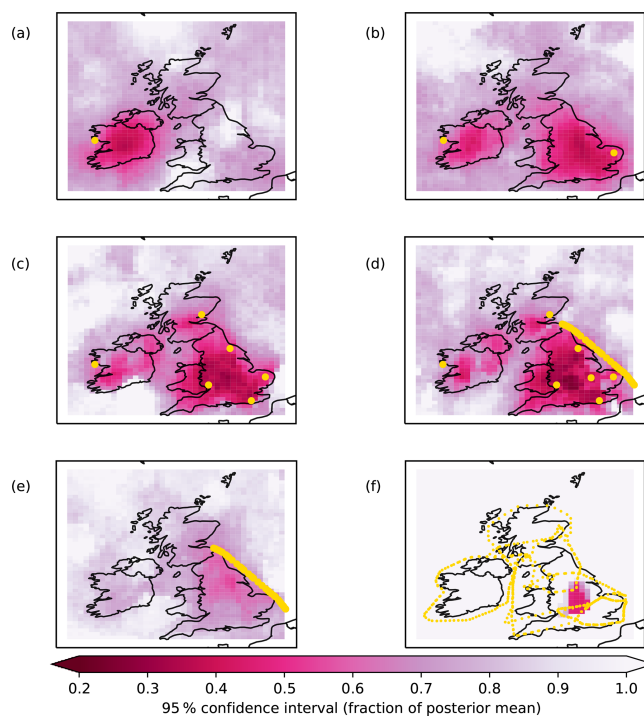 (a)
(b)
(c)
(d)
(e)
(f)
0.2 0.3 0.4 0.5 0.6 0.7 0.8 0.9 1.0
95 % confidence interval (fraction of posterior mean)